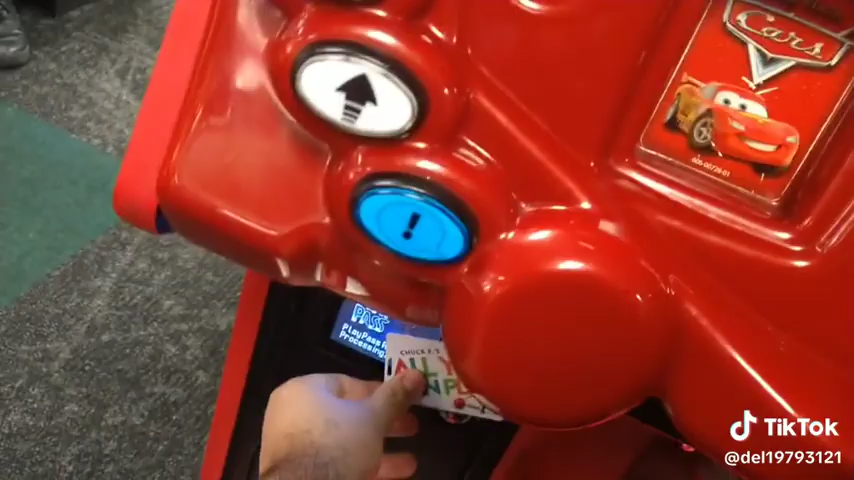 Cars
!
PASS
PlayPass
Processing
CHUCK E.
ALL Y
N P
TikTok
@del19793121